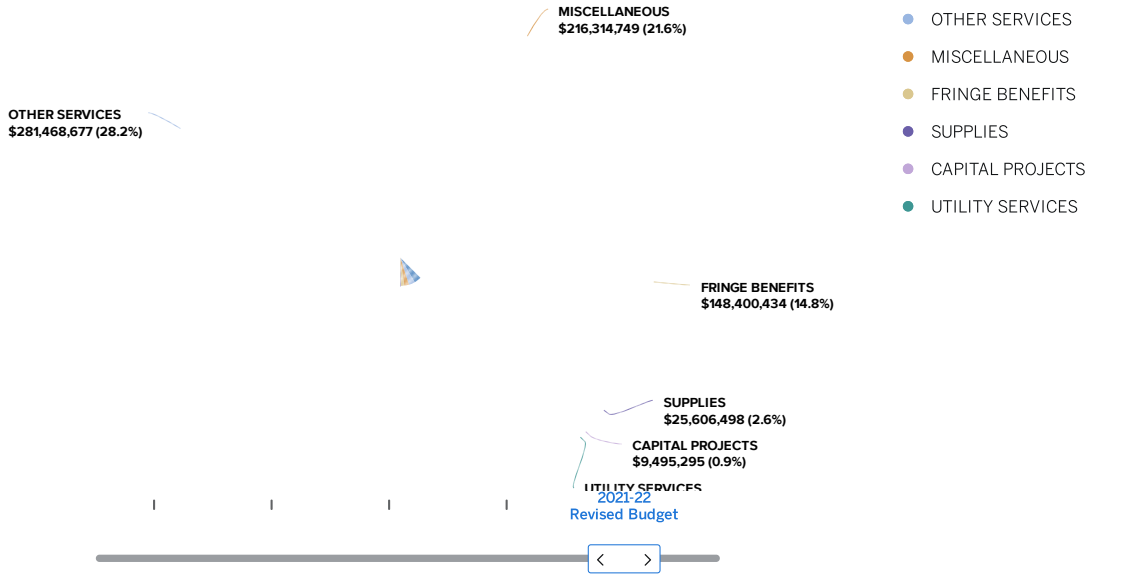 MISCELLANEOUS
$216,314,749 (21.6%)
OTHER SERVICES
$281,468,677 (28.2%)
FRINGE BENEFITS
$148,400,434 (14.8%)
SUPPLIES
$25,606,498 (2.6%)
CAPITAL PROJECTS
$9,495,295 (0.9%)
UTILITY SERVICES
2021-22
Revised Budget
OTHER SERVICES
MISCELLANEOUS
FRINGE BENEFITS
SUPPLIES
CAPITAL PROJECTS
UTILITY SERVICES